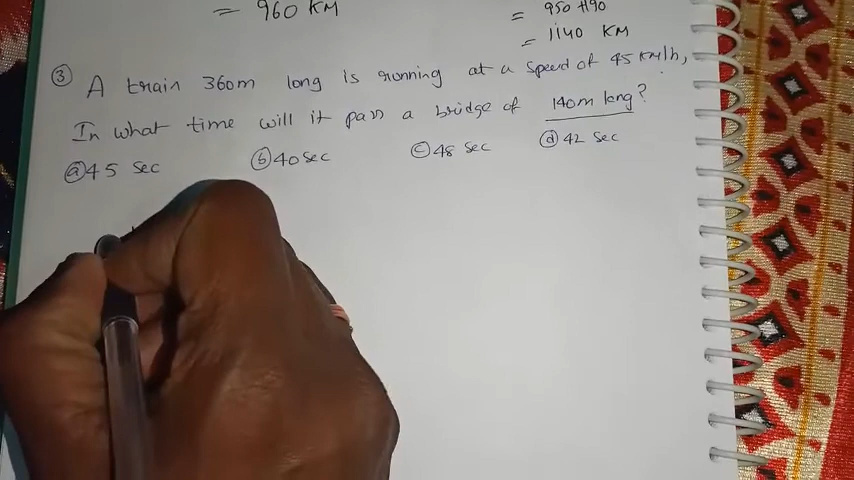 = 960 KM
= 950 + 190
= 1140 KM
③ A train 360m long is running at a speed of 45 KM/h,
In what time will it pass a bridge of 140m long?
ⓐ 45 sec ⓑ 40 sec ⓒ 48 sec ⓓ 42 sec